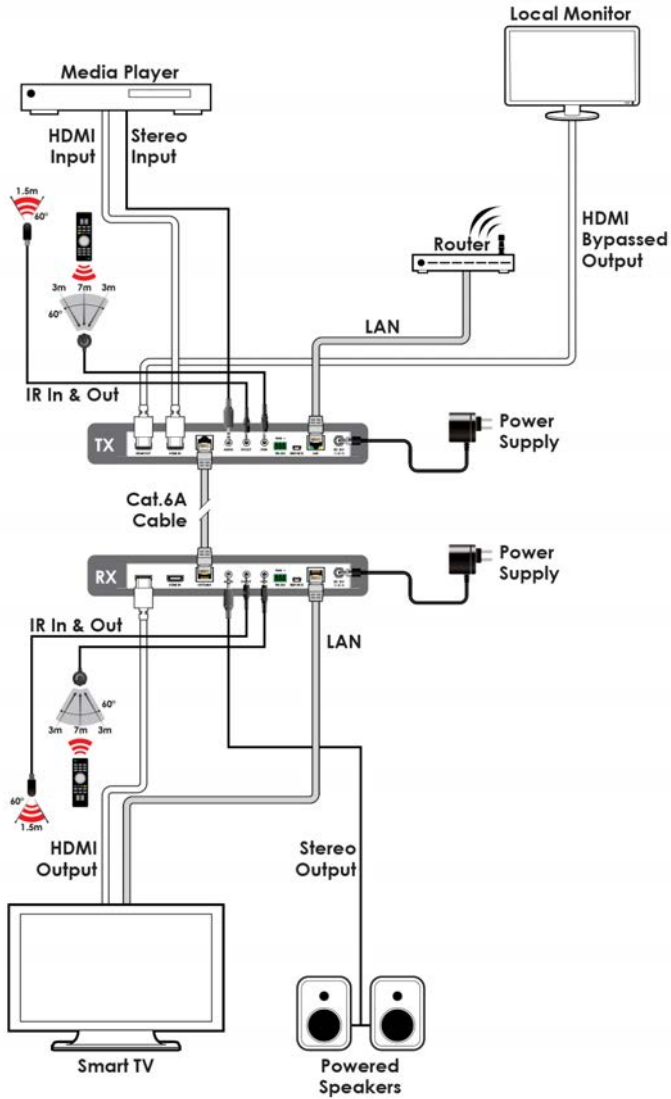 Local Monitor
Media Player
HDMI
Input
Stereo
Input
1.5m
60°
3m 7m 3m
60°
Router
HDMI
Bypassed
Output
LAN
IR In & Out
TX
Power
Supply
Cat.6A
Cable
RX
Power
Supply
IR In & Out
LAN
60°
3m 7m 3m
60°
1.5m
HDMI
Output
Stereo
Output
Smart TV
Powered
Speakers